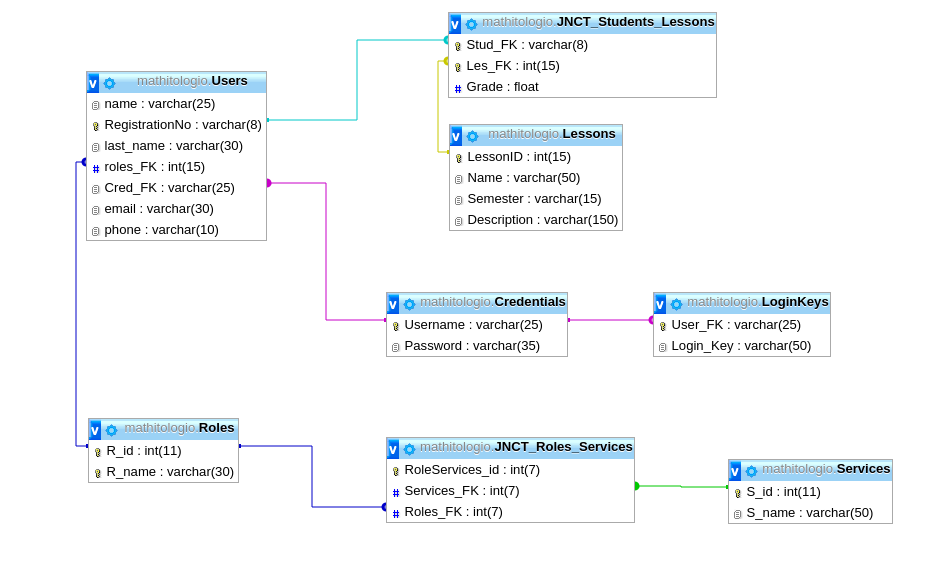 mathitologio.JNCT_Students_Lessons
Stud_FK : varchar(8)
Les_FK : int(15)
Grade : float
mathitologio.Users
name : varchar(25)
RegistrationNo : varchar(8)
last_name : varchar(30)
roles_FK : int(15)
Cred_FK : varchar(25)
email : varchar(30)
phone : varchar(10)
mathitologio.Lessons
LessonID : int(15)
Name : varchar(50)
Semester : varchar(15)
Description : varchar(150)
mathitologio.Credentials
Username : varchar(25)
Password : varchar(35)
mathitologio.LoginKeys
User_FK : varchar(25)
Login_Key : varchar(50)
mathitologio.Roles
R_id : int(11)
R_name : varchar(30)
mathitologio.JNCT_Roles_Services
RoleServices_id : int(7)
Services_FK : int(7)
Roles_FK : int(7)
mathitologio.Services
S_id : int(11)
S_name : varchar(50)